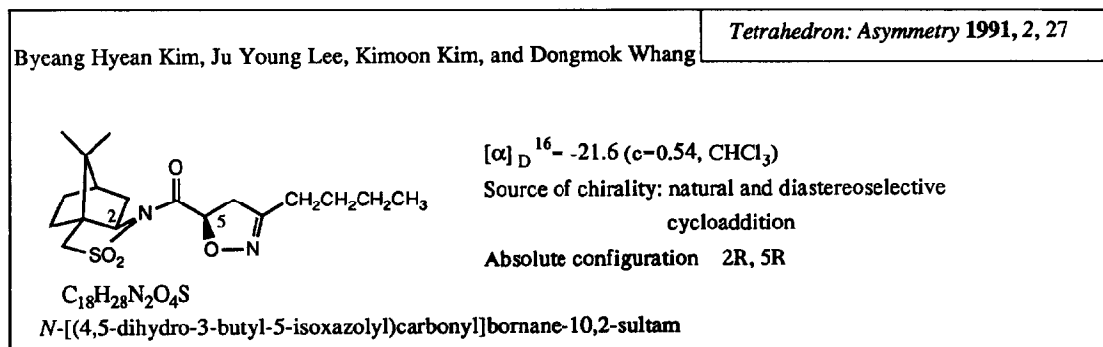 Tetrahedron: Asymmetry 1991, 2, 27
Byeang Hyean Kim, Ju Young Lee, Kimoon Kim, and Dongmok Whang
[α] D 16= -21.6 (c=0.54, CHCl3)
Source of chirality: natural and diastereoselective
cycloaddition
Absolute configuration 2R, 5R
O
2
N
5
CH2CH2CH2CH3
SO2
O–N
C18H28N2O4S
N-[(4,5-dihydro-3-butyl-5-isoxazolyl)carbonyl]bornane-10,2-sultam